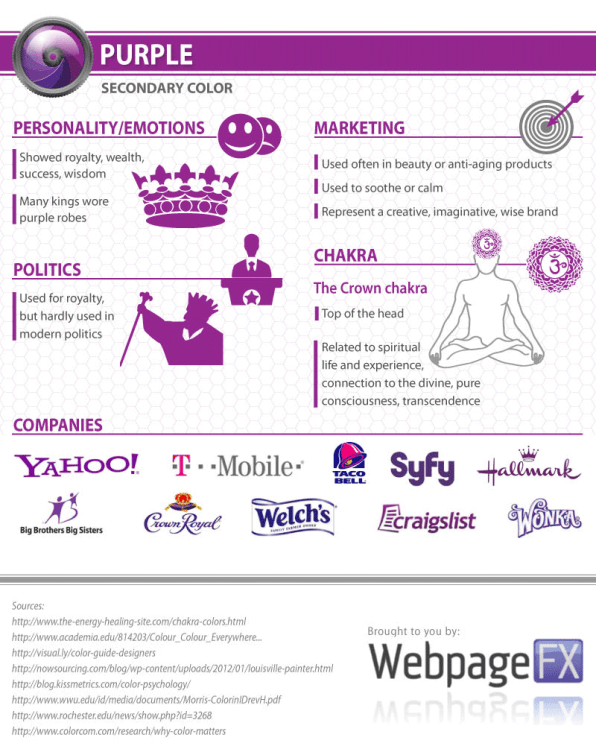 PURPLE
SECONDARY COLOR
PERSONALITY/EMOTIONS
Showed royalty, wealth,
success, wisdom
Many kings wore
purple robes
MARKETING
Used often in beauty or anti-aging products
Used to soothe or calm
Represent a creative, imaginative, wise brand
POLITICS
Used for royalty,
but hardly used in
modern politics
CHAKRA
The Crown chakra
Top of the head
Related to spiritual
life and experience,
connection to the divine, pure
consciousness, transcendence
ॐ
ॐ
COMPANIES
YAHOO!
T··Mobile·
TACO
BELL
Syfy
Hallmark
Big Brothers Big Sisters
Crown Royal
Welch's
craigslist
WONKA
Sources:
http://www.the-energy-healing-site.com/chakra-colors.html
http://www.academia.edu/814203/Colour_Colour_Everywhere...
http://visual.ly/color-guide-designers
http://nowsourcing.com/blog/wp-content/uploads/2012/01/louisville-painter.html
http://blog.kissmetrics.com/color-psychology/
http://www.wwu.edu/id/media/documents/Morris-ColorinIDrevH.pdf
http://www.rochester.edu/news/show.php?id=3268
http://www.colorcom.com/research/why-color-matters
Brought to you by:
WebpageFX